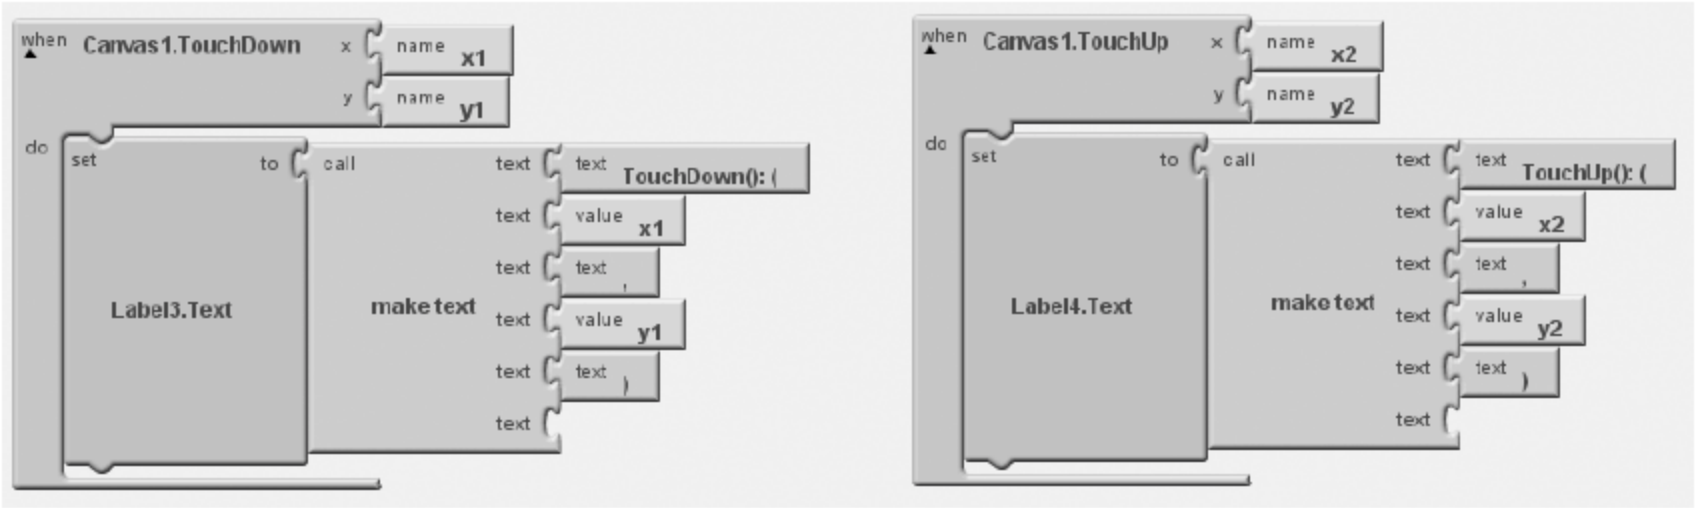 when Canvas1.TouchDown x name x1
y name y1
do set Label3.Text to call make text text text TouchDown(): (
text value x1
text text ,
text value y1
text text )
text
when Canvas1.TouchUp x name x2
y name y2
do set Label4.Text to call make text text text TouchUp(): (
text value x2
text text ,
text value y2
text text )
text